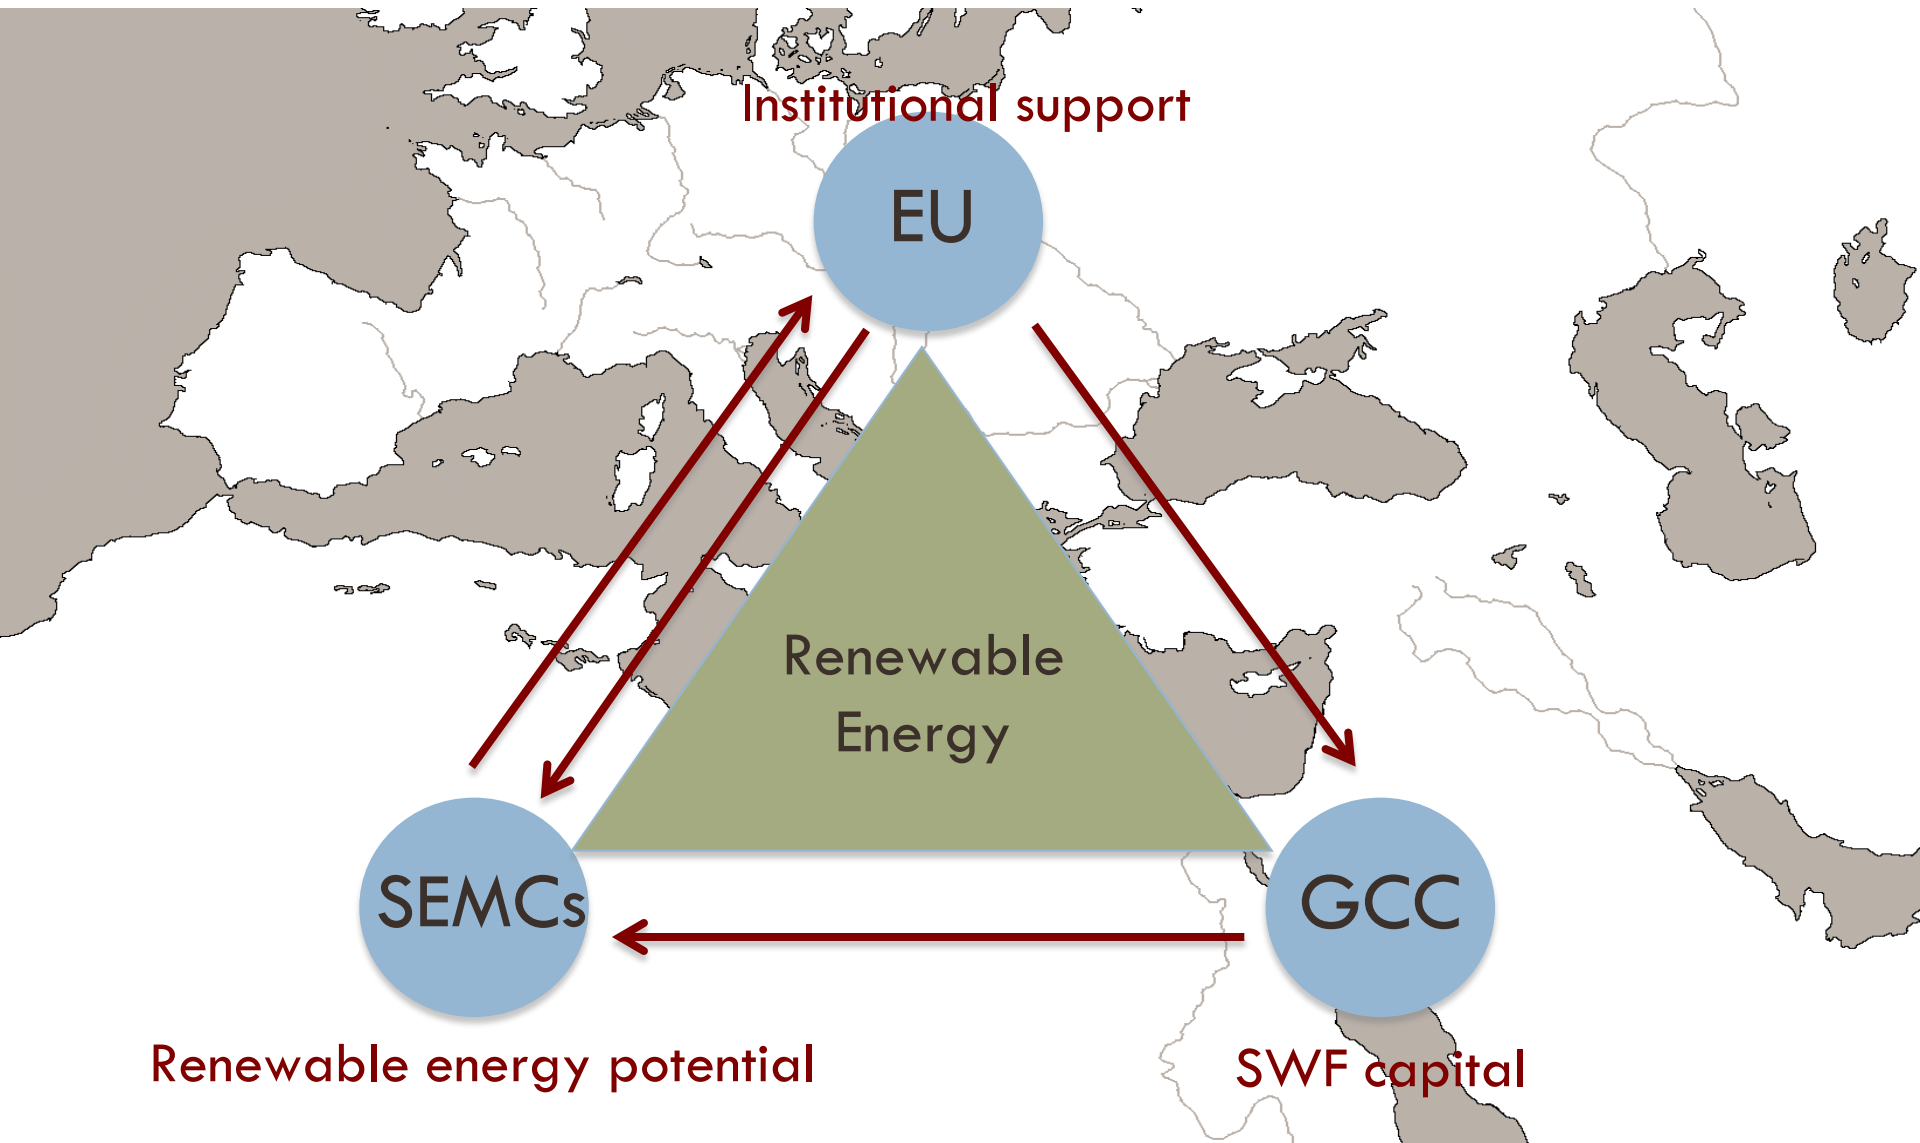 Institutional support
EU
Renewable
Energy
SEMCs
GCC
Renewable energy potential
SWF capital